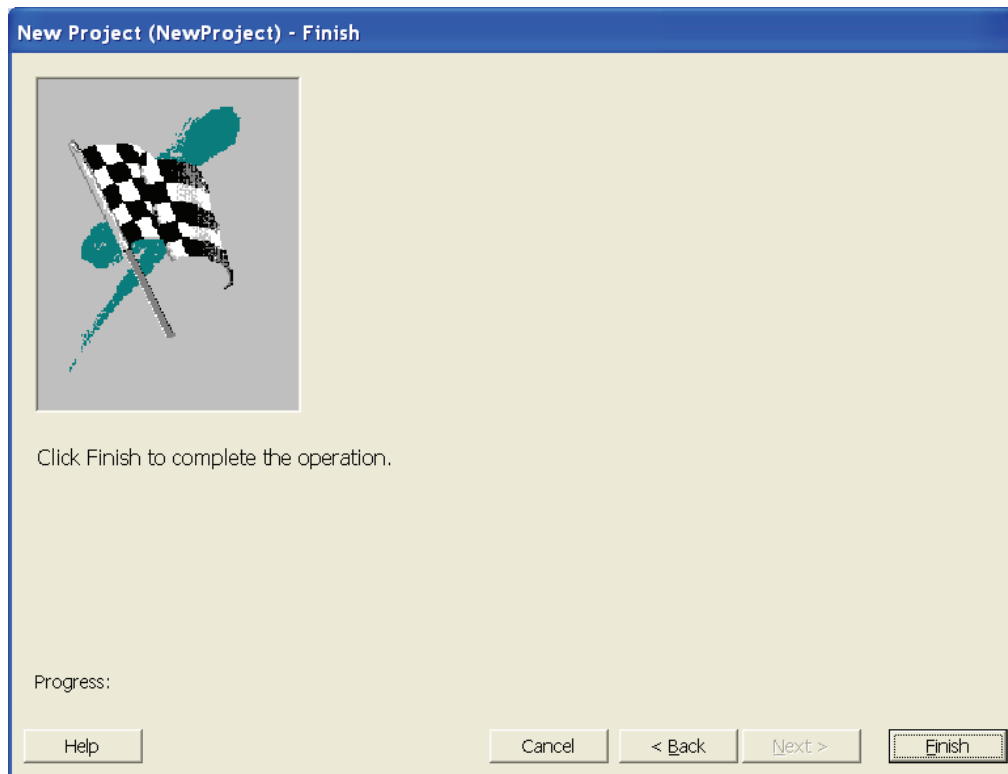 New Project (NewProject) - Finish
Click Finish to complete the operation.
Progress:
Help Cancel < Back Next > Finish